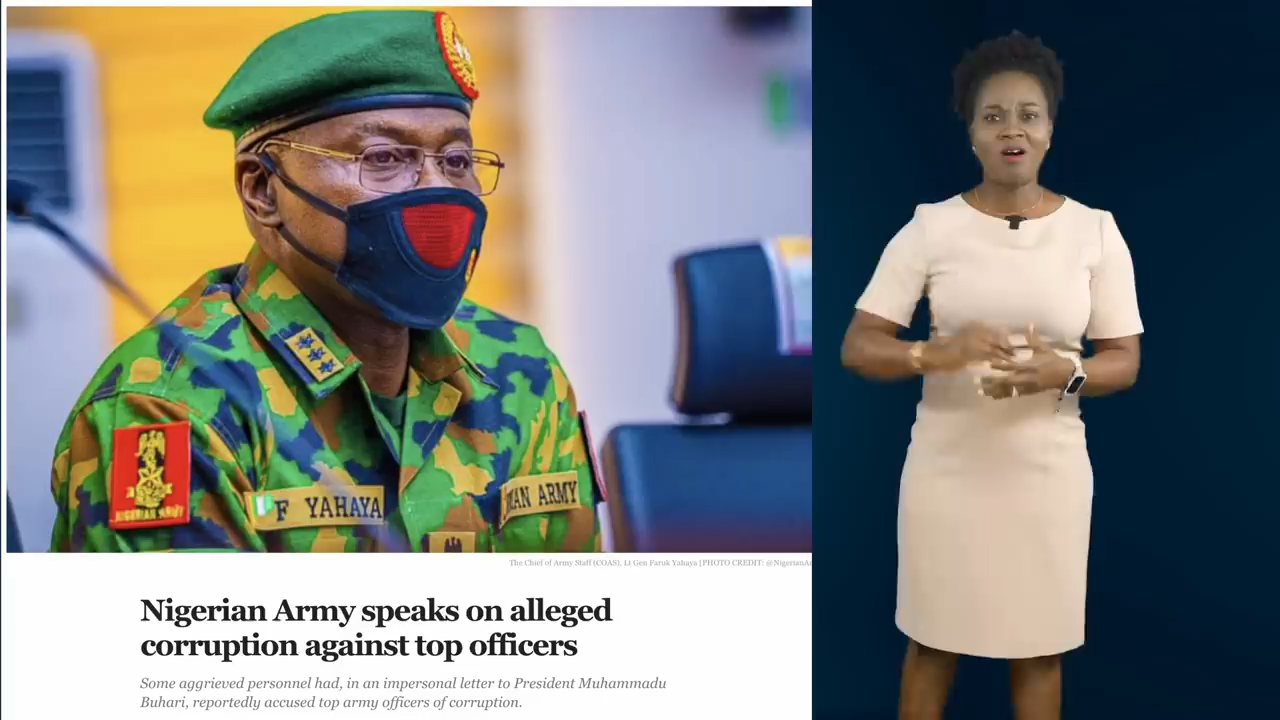 NIGERIAN ARMY
F YAHAYA
ARMY
The Chief of Army Staff (COAS), Lt Gen Faruk Yahaya [PHOTO CREDIT: @NigerianAr
Nigerian Army speaks on alleged
corruption against top officers
Some aggrieved personnel had, in an impersonal letter to President Muhammadu
Buhari, reportedly accused top army officers of corruption.